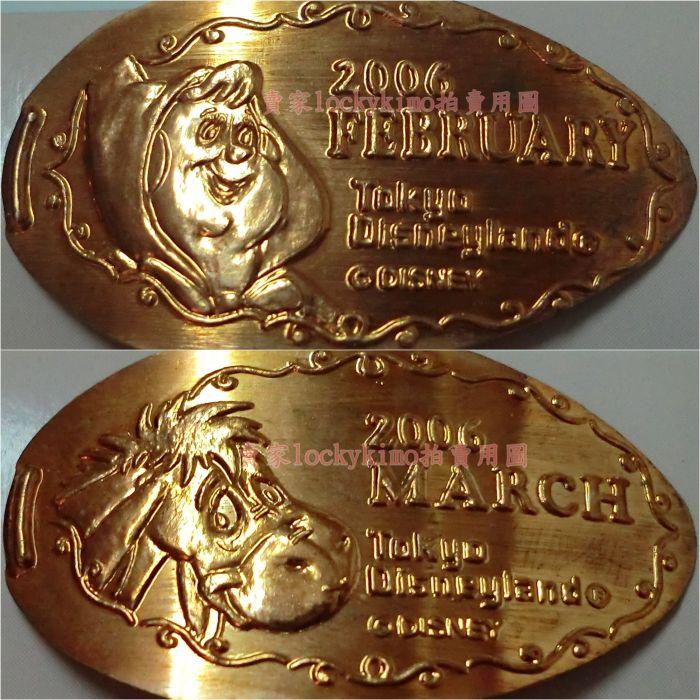 2006
賣家lockykimo拍賣用圖
FEBRUARY
Tokyo
Disneyland®
©DISNEY
2006
賣家lockykimo拍賣用圖
MARCH
Tokyo
Disneyland®
©DISNEY